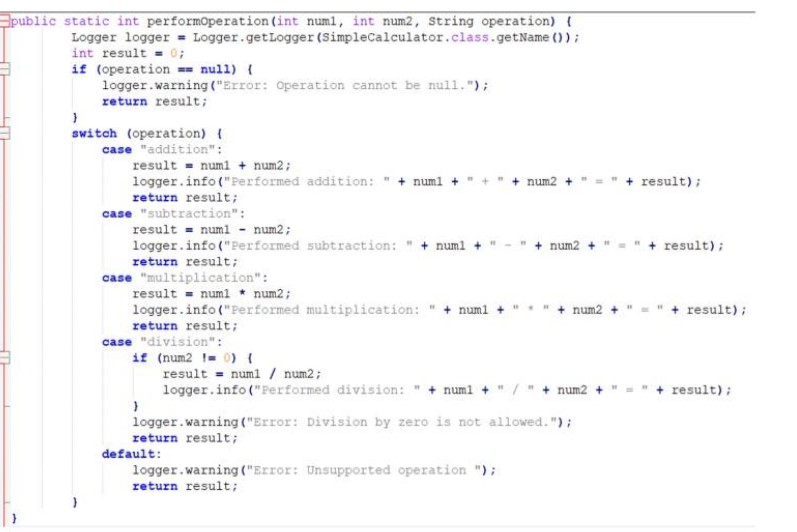 public static int performOperation(int num1, int num2, String operation) {
Logger logger = Logger.getLogger(SimpleCalculator.class.getName());
int result = 0;
if (operation == null) {
logger.warning("Error: Operation cannot be null.");
return result;
}
switch (operation) {
case "addition":
result = num1 + num2;
logger.info("Performed addition: " + num1 + " + " + num2 + " = " + result);
return result;
case "subtraction":
result = num1 - num2;
logger.info("Performed subtraction: " + num1 + " - " + num2 + " = " + result);
return result;
case "multiplication":
result = num1 * num2;
logger.info("Performed multiplication: " + num1 + " * " + num2 + " = " + result);
return result;
case "division":
if (num2 != 0) {
result = num1 / num2;
logger.info("Performed division: " + num1 + " / " + num2 + " = " + result);
}
logger.warning("Error: Division by zero is not allowed.");
return result;
default:
logger.warning("Error: Unsupported operation ");
return result;
}
}